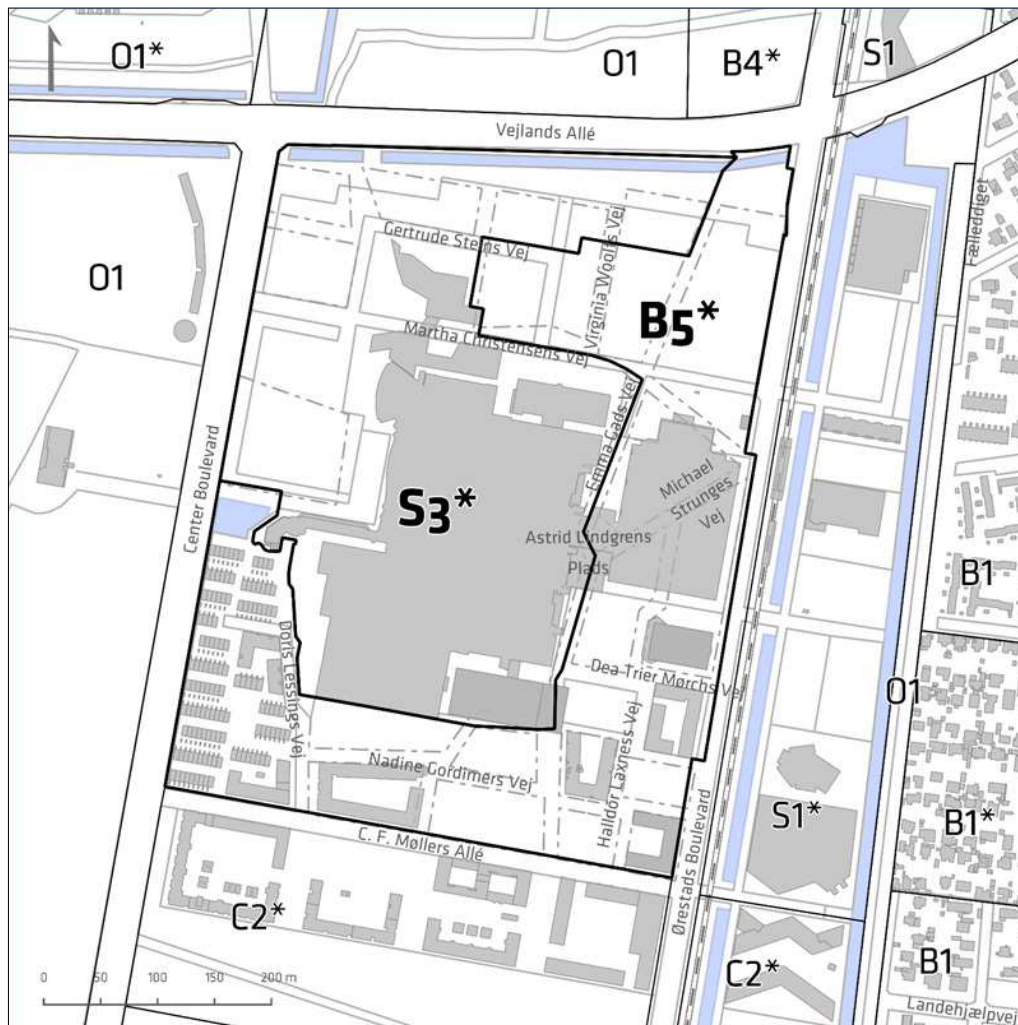 O1*
O1
B4*
S1
Vejlands Allé
Fælleddiget
Gertrude Steins Vej
Virginia Woolfs Vej
O1
B5*
Martha Christensens Vej
Emma Gads Vej
Michael
Strunges
Vej
S3*
Center Boulevard
Astrid Lindgrens
Plads
B1
Doris Lessings Vej
Dea Trier Mørchs Vej
O1
Halldor Laxness Vej
Nadine Gordimers Vej
S1*
B1*
C. F. Møllers Allé
Ørestads Boulevard
C2*
B1
C2*
0 50 100 150 200 m
Landehjælpvej